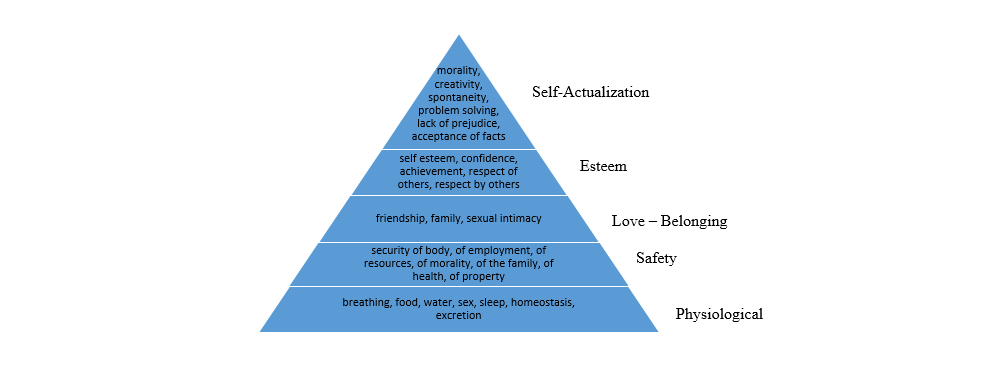 morality,
creativity,
spontaneity,
problem solving,
lack of prejudice,
acceptance of facts
Self-Actualization
self esteem, confidence,
achievement, respect of
others, respect by others
Esteem
friendship, family, sexual intimacy
Love – Belonging
security of body, of employment, of
resources, of morality, of the family, of
health, of property
Safety
breathing, food, water, sex, sleep, homeostasis,
excretion
Physiological